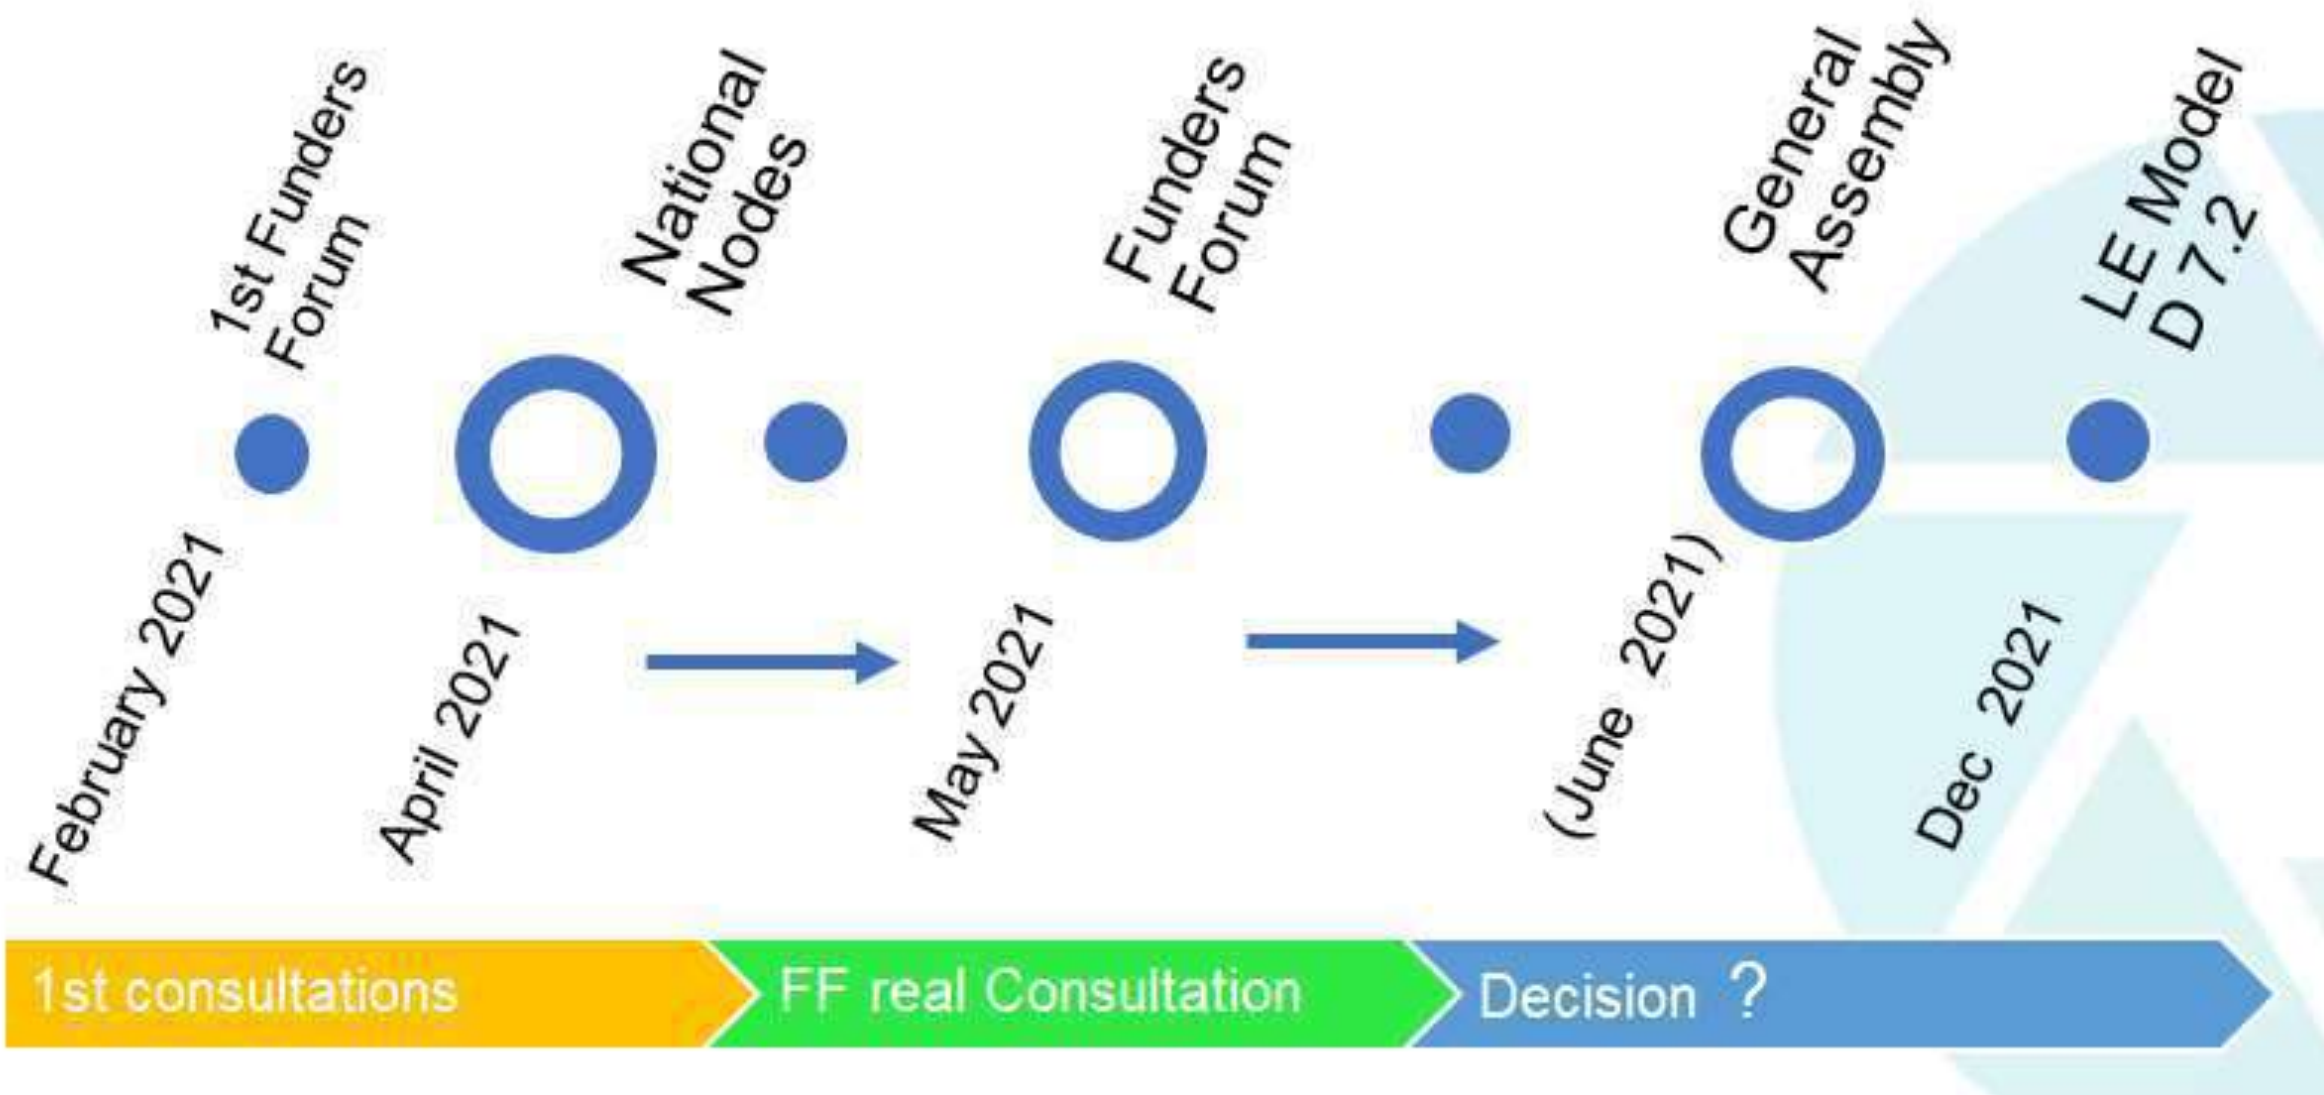 1st Funders
Forum
National
Nodes
Funders
Forum
General
Assembly
LE Model
D 7.2
February 2021
April 2021
May 2021
(June 2021)
Dec 2021
1st consultations
FF real Consultation
Decision ?